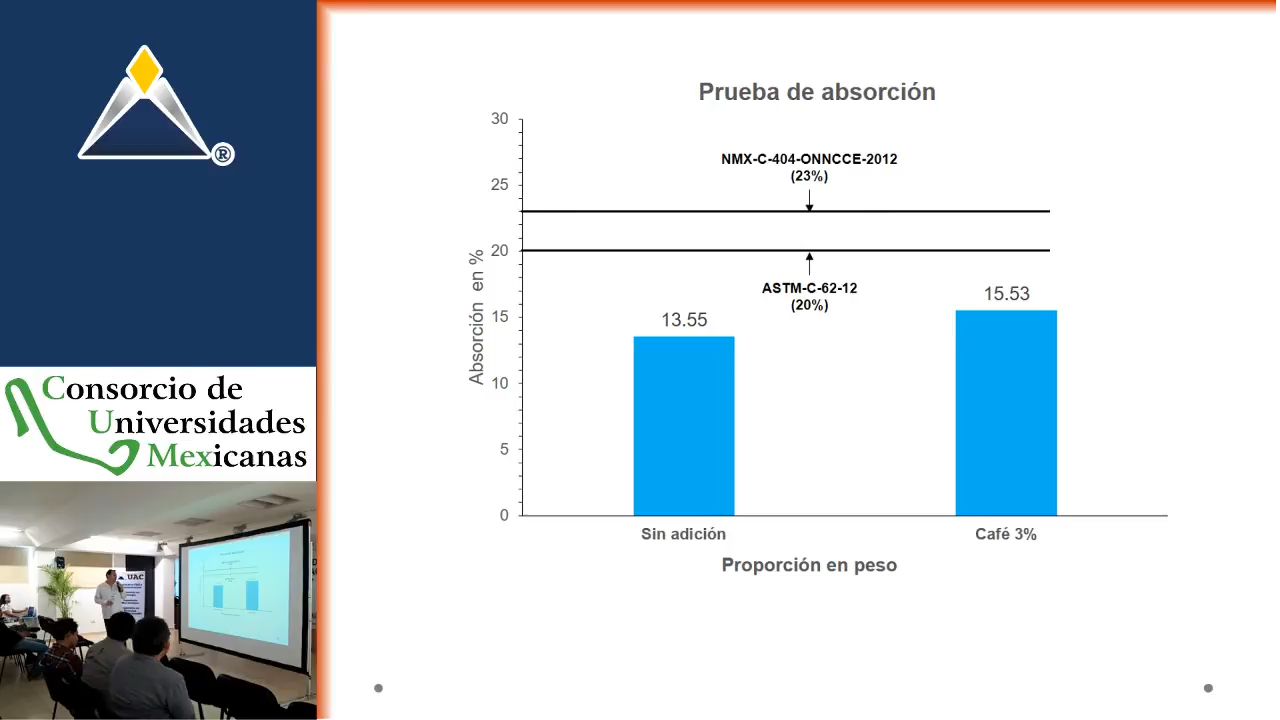 ®
Consorcio de
Universidades
Mexicanas
UAC
Prueba de absorción
30
25
20
15
10
5
0
Absorción en %
NMX-C-404-ONNCCE-2012
(23%)
ASTM-C-62-12
(20%)
13.55
15.53
Sin adición
Café 3%
Proporción en peso